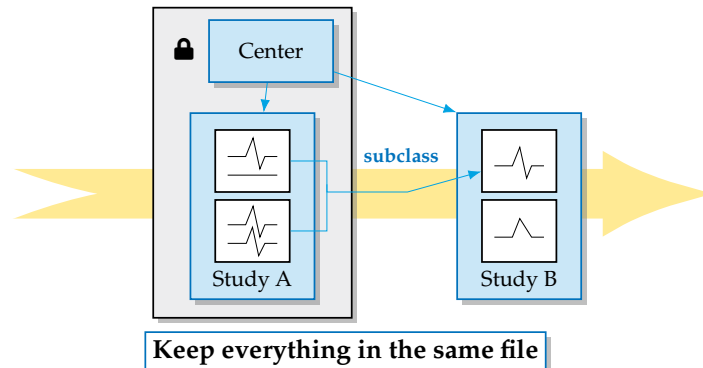 Center
subclass
Study A
Study B
Keep everything in the same file